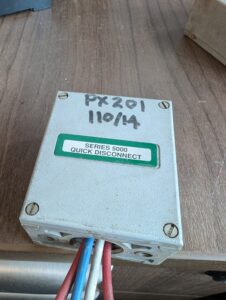 PX201
110/14
SERIES 5000
QUICK DISCONNECT